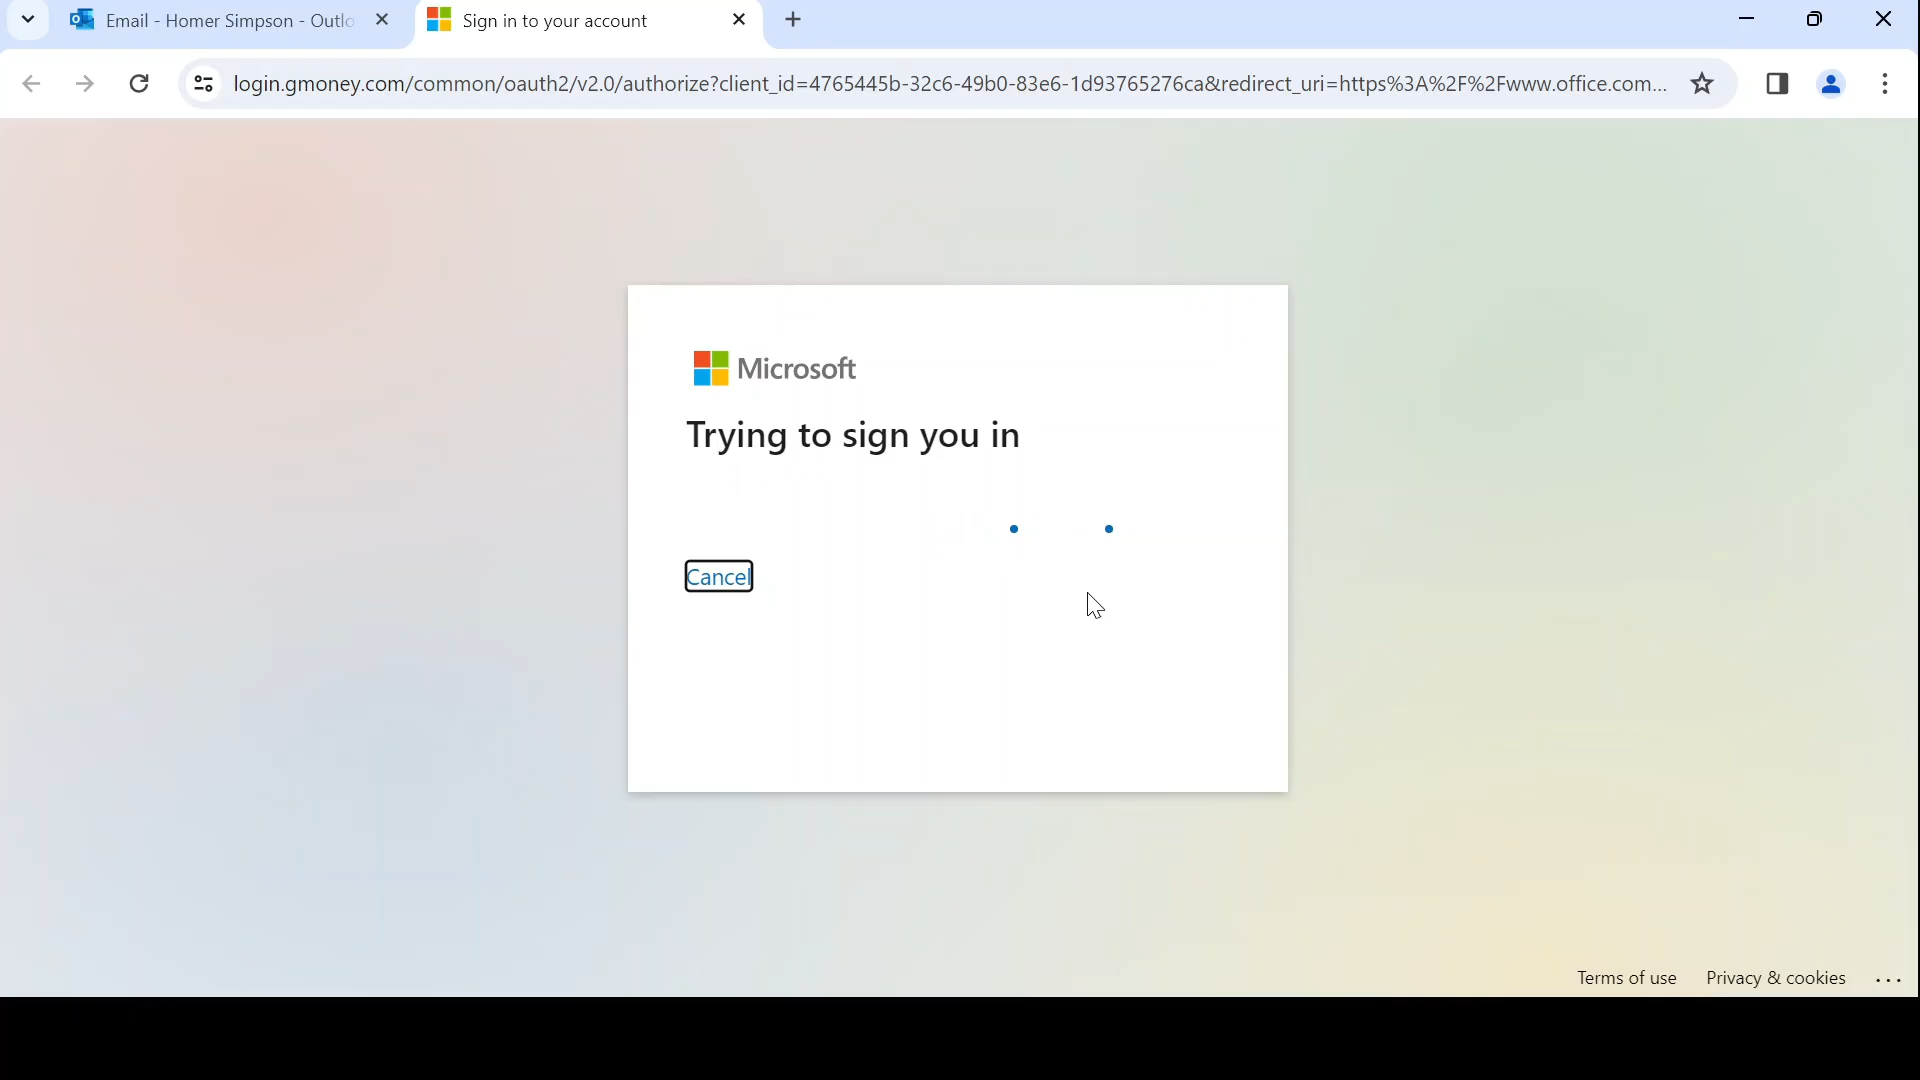 Email - Homer Simpson - Outlo
Sign in to your account
login.gmoney.com/common/oauth2/v2.0/authorize?client_id=4765445b-32c6-49b0-83e6-1d93765276ca&redirect_uri=https%3A%2F%2Fwww.office.com...
Microsoft
Trying to sign you in
Cancel
Terms of use Privacy & cookies ...